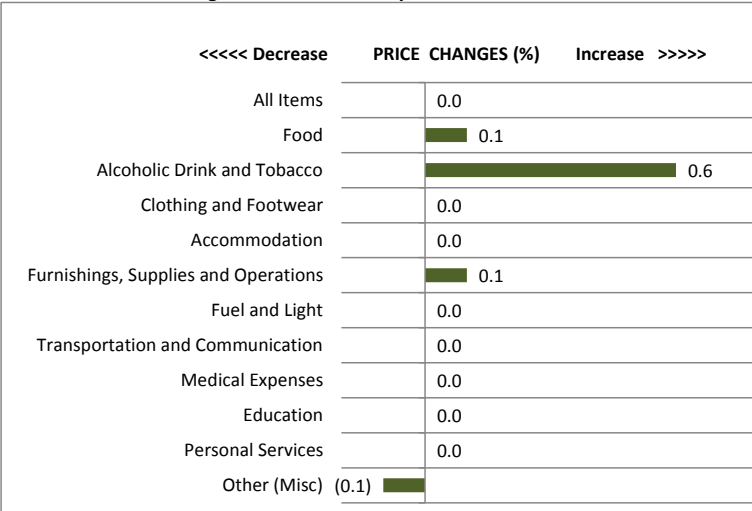 <<<<< Decrease PRICE CHANGES (%) Increase >>>>>
All Items 0.0
Food 0.1
Alcoholic Drink and Tobacco 0.6
Clothing and Footwear 0.0
Accommodation 0.0
Furnishings, Supplies and Operations 0.1
Fuel and Light 0.0
Transportation and Communication 0.0
Medical Expenses 0.0
Education 0.0
Personal Services 0.0
Other (Misc) (0.1)